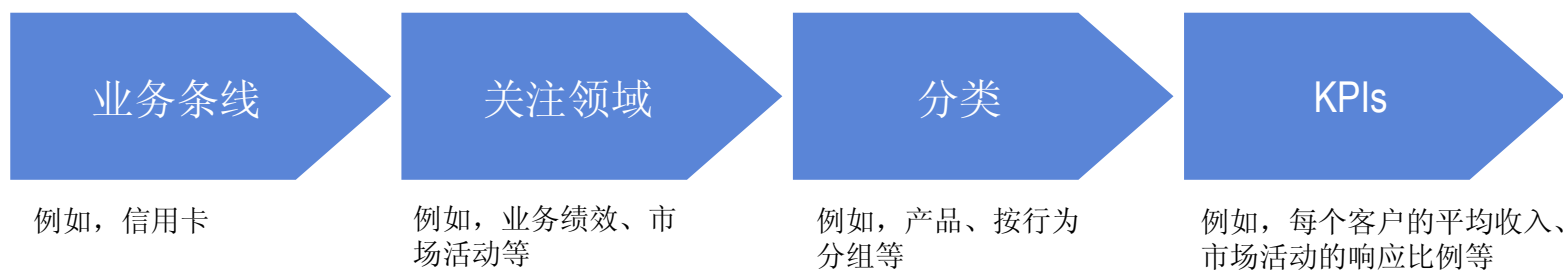 业务条线
关注领域
分类
KPIs
例如，信用卡
例如，业务绩效、市
场活动等
例如，产品、按行为
分组等
例如，每个客户的平均收入、
市场活动的响应比例等